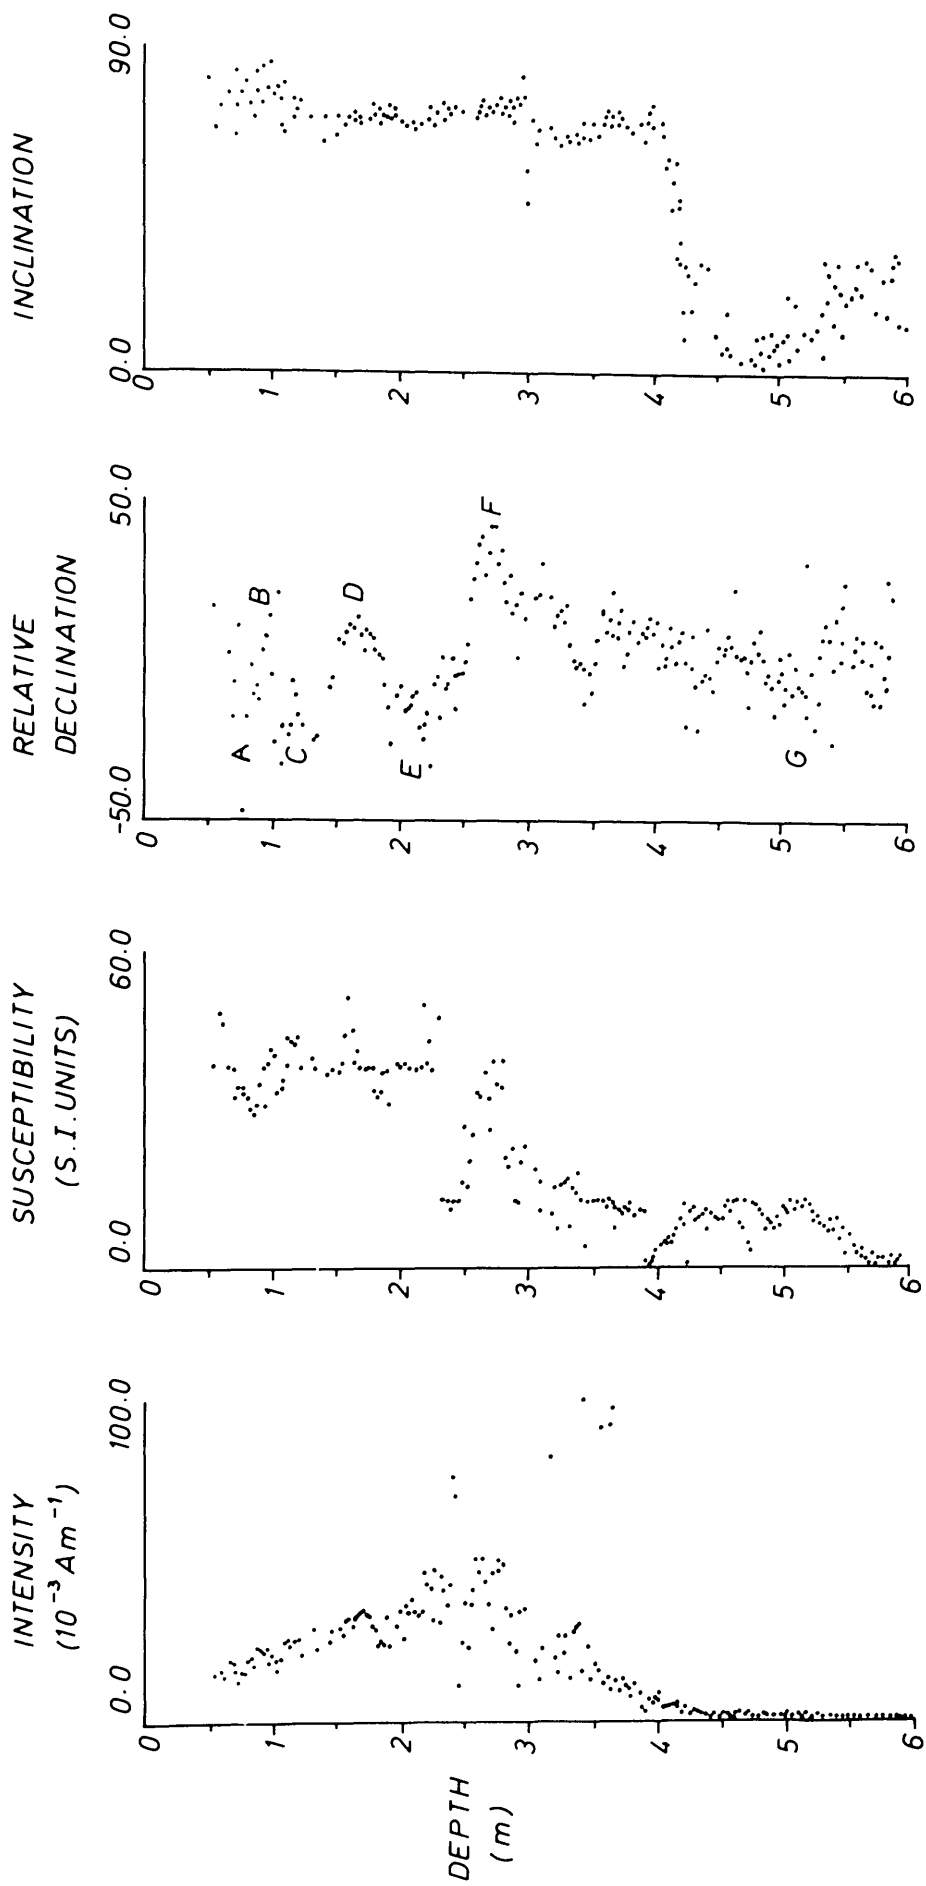 INTENSITY
(10⁻³ Am⁻¹)
0.0
100.0
SUSCEPTIBILITY
(S.I.UNITS)
0.0
60.0
RELATIVE
DECLINATION
-50.0
50.0
INCLINATION
0.0
90.0
DEPTH
(m)
0
1
2
3
4
5
6
0
1
2
3
4
5
6
0
1
2
3
4
5
6
A
B
C
D
E
F
G
0
1
2
3
4
5
6